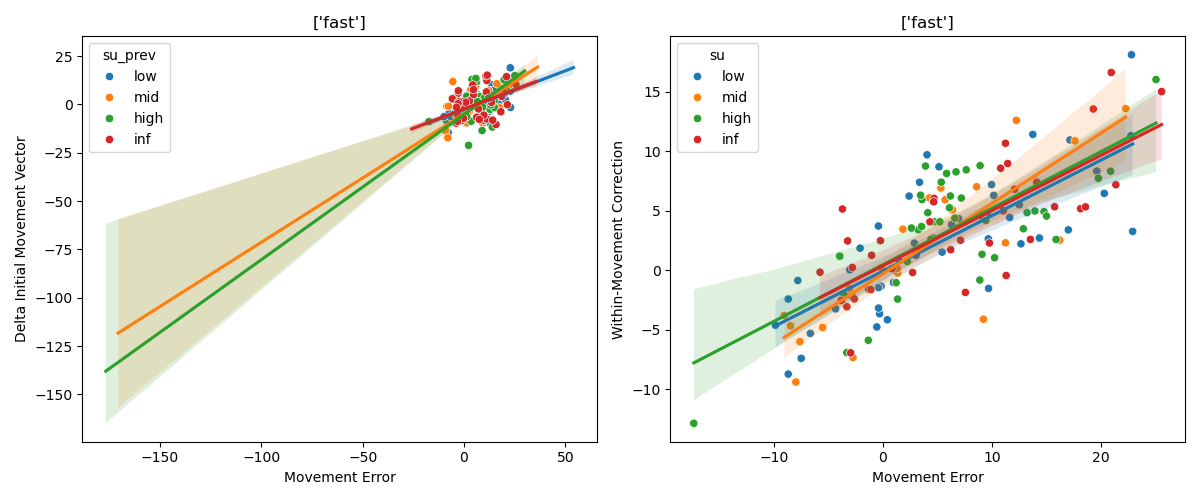 ['fast']
su_prev
low
mid
high
inf
25
0
−25
−50
−75
−100
−125
−150
Delta Initial Movement Vector
−150
−100
−50
0
50
Movement Error
['fast']
su
low
mid
high
inf
15
10
5
0
−5
−10
Within-Movement Correction
−10
0
10
20
Movement Error